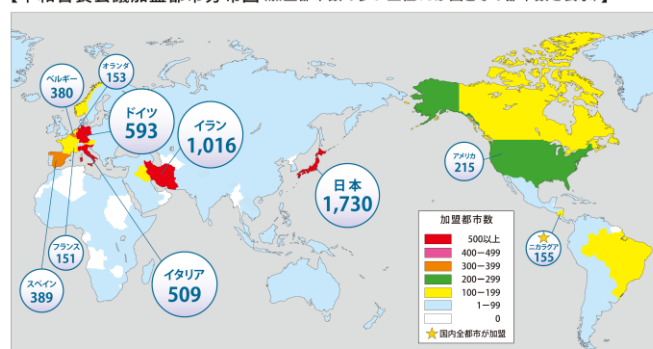 オランダ
153
ベルギー
380
ドイツ
593
イラン
1,016
日本
1,730
アメリカ
215
フランス
151
スペイン
389
イタリア
509
ニカラグア
155
加盟都市数
500以上
400−499
300−399
200−299
100−199
1−99
0
国内全都市が加盟